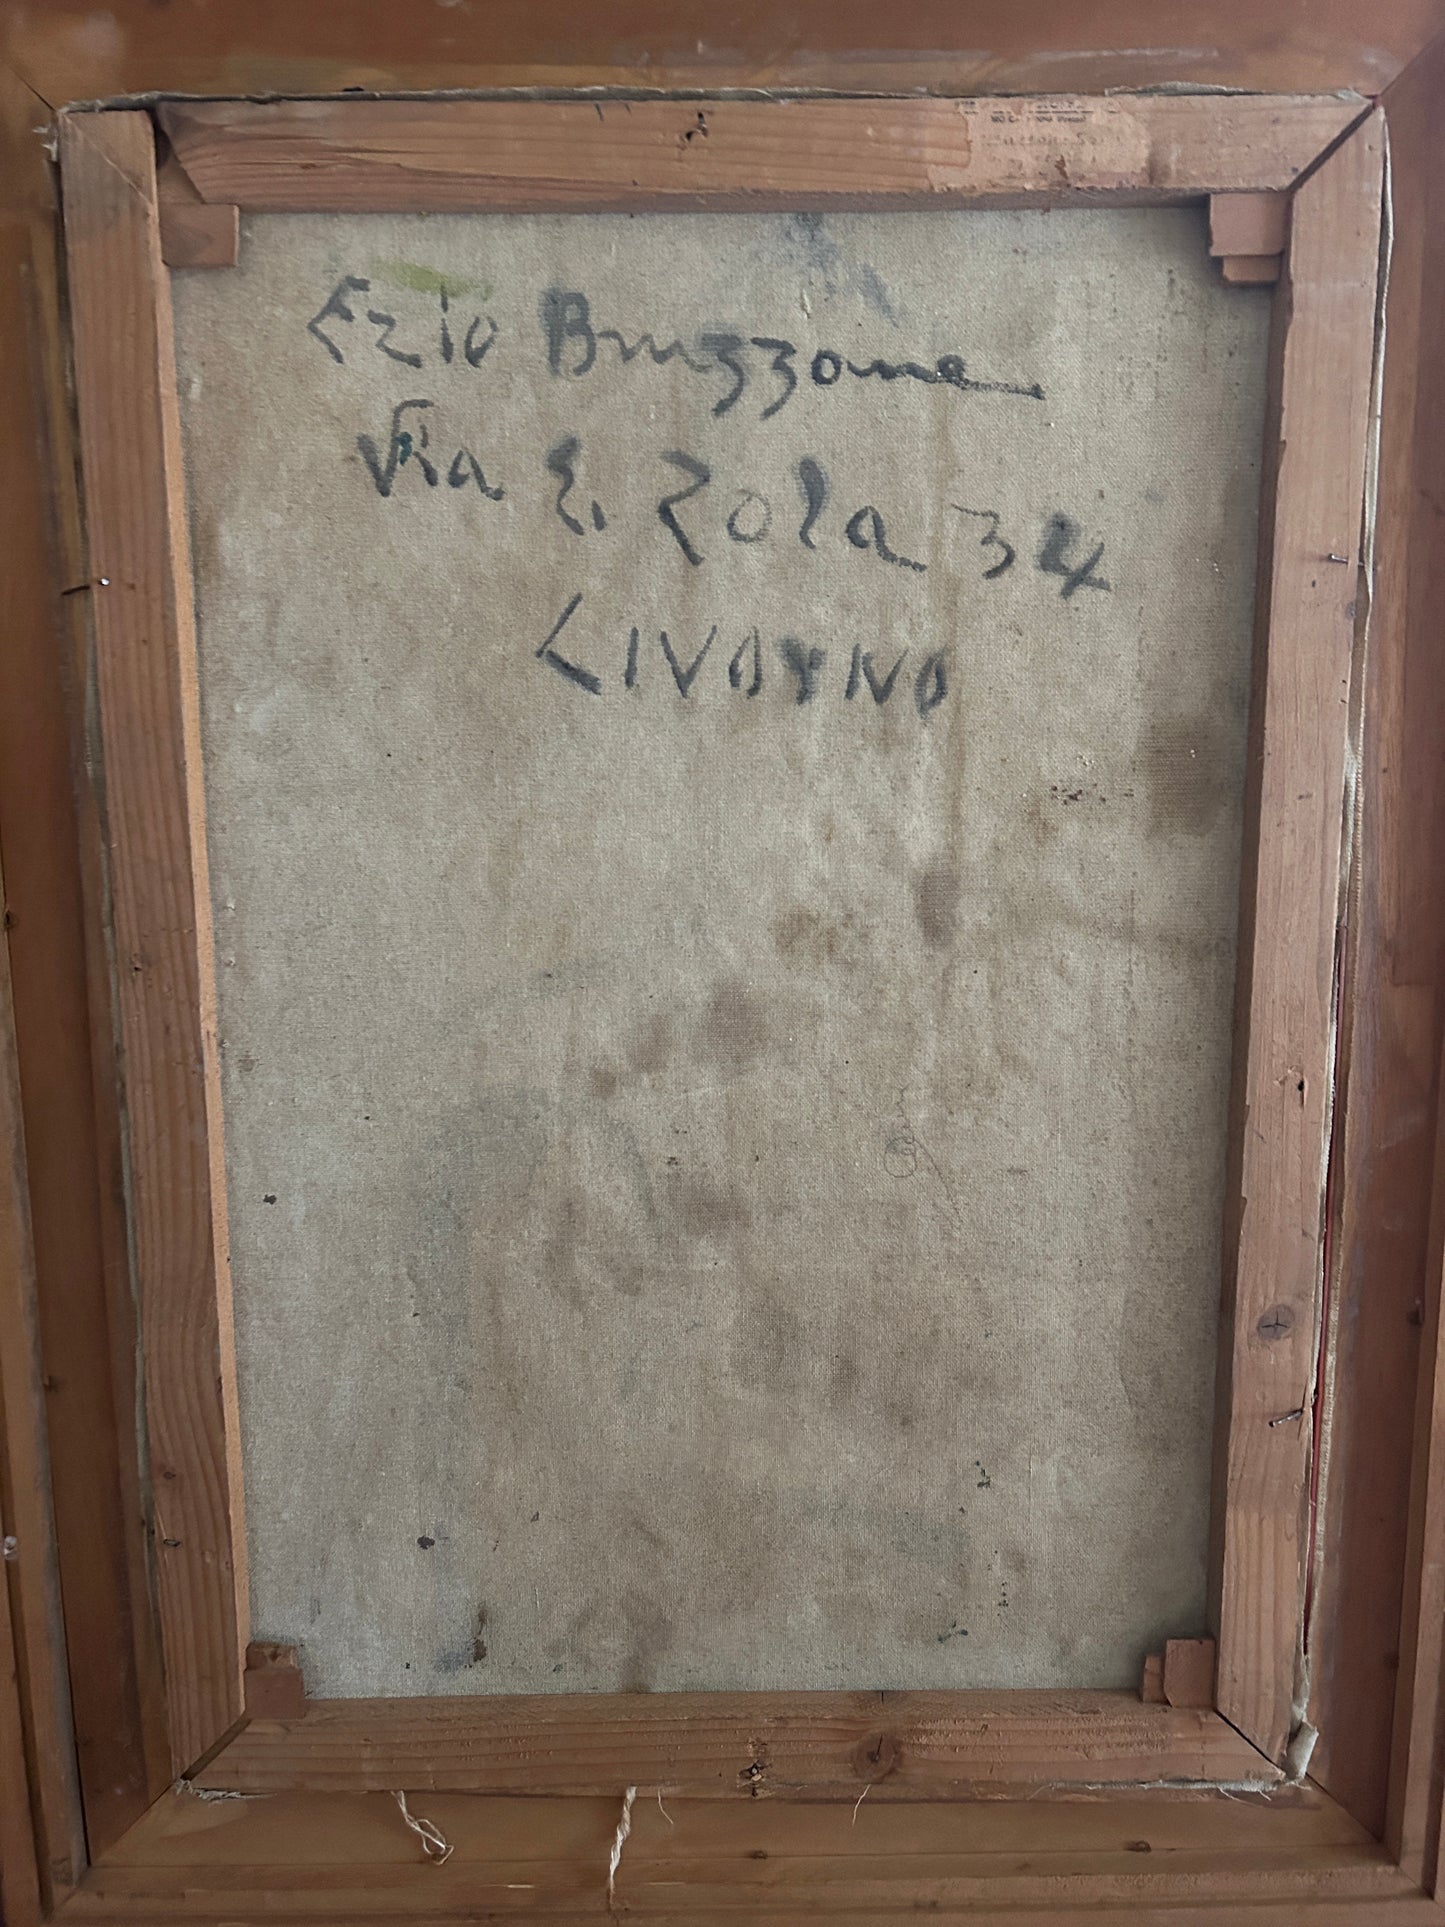 Ezio Bruzzone
Via E. Zola 34
LIVORNO